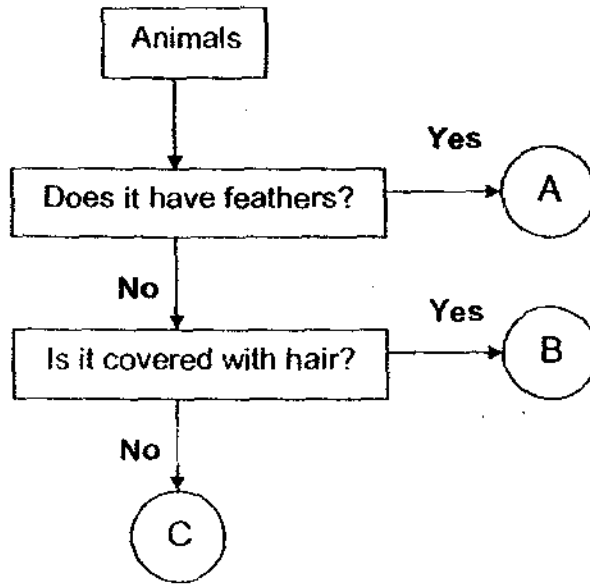 Animals
Yes
Does it have feathers?
A
No
Yes
Is it covered with hair?
B
No
C